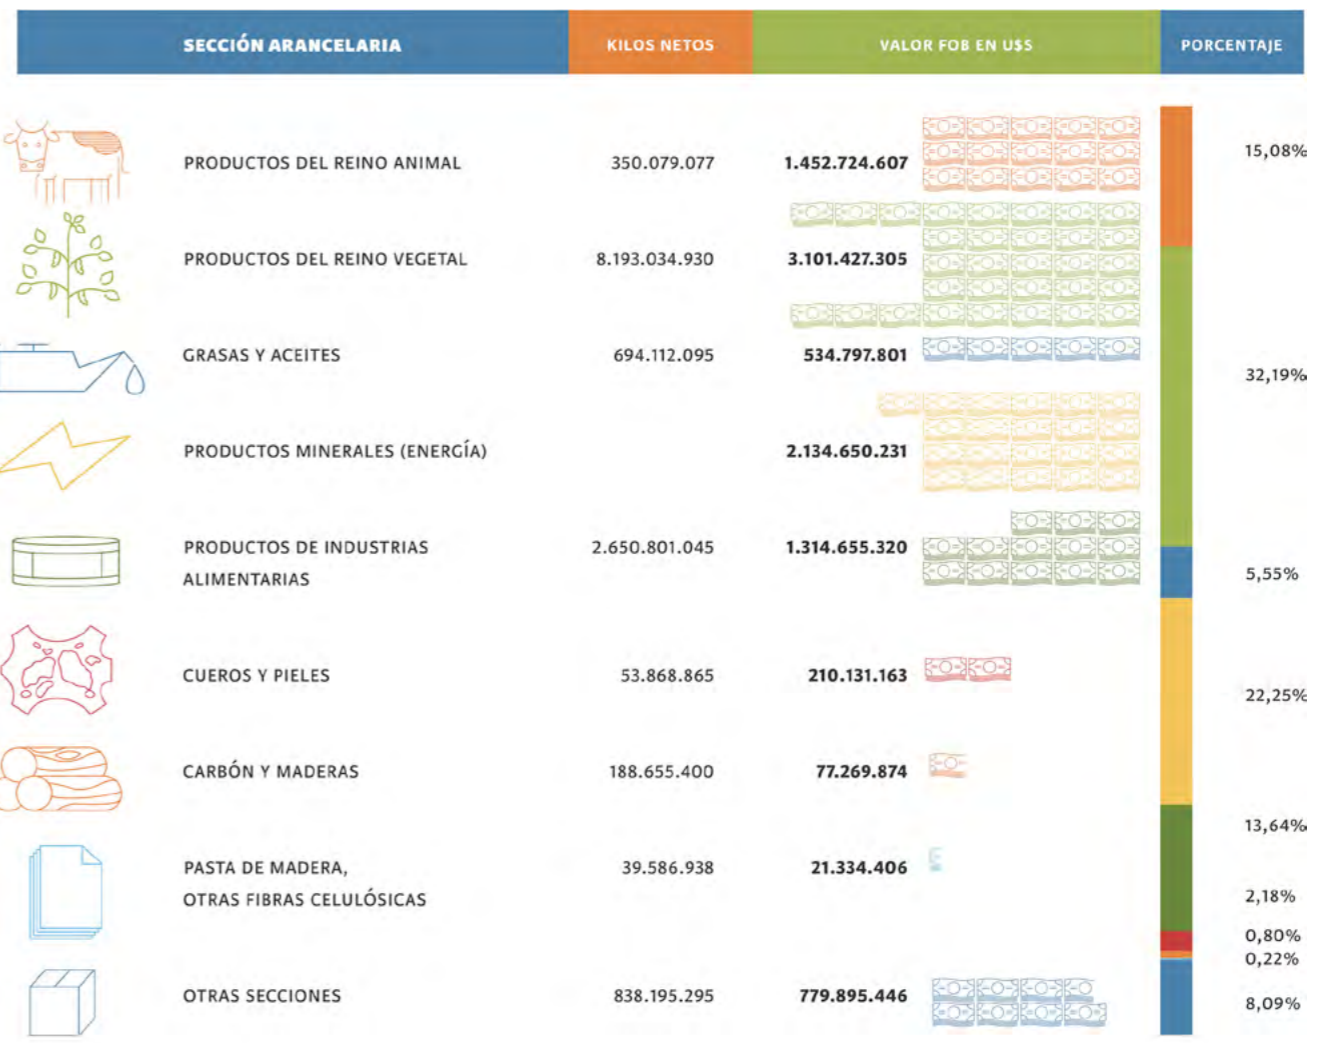 SECCIÓN ARANCELARIA KILOS NETOS VALOR FOB EN U$S PORCENTAJE
PRODUCTOS DEL REINO ANIMAL 350.079.077 1.452.724.607 15,08%
PRODUCTOS DEL REINO VEGETAL 8.193.034.930 3.101.427.305
GRASAS Y ACEITES 694.112.095 534.797.801
32,19%
PRODUCTOS MINERALES (ENERGÍA) 2.134.650.231
PRODUCTOS DE INDUSTRIAS 2.650.801.045 1.314.655.320
ALIMENTARIAS 5,55%
CUEROS Y PIELES 53.868.865 210.131.163
22,25%
CARBÓN Y MADERAS 188.655.400 77.269.874
13,64%
PASTA DE MADERA, 39.586.938 21.334.406
OTRAS FIBRAS CELULÓSICAS 2,18%
0,80%
0,22%
OTRAS SECCIONES 838.195.295 779.895.446 8,09%